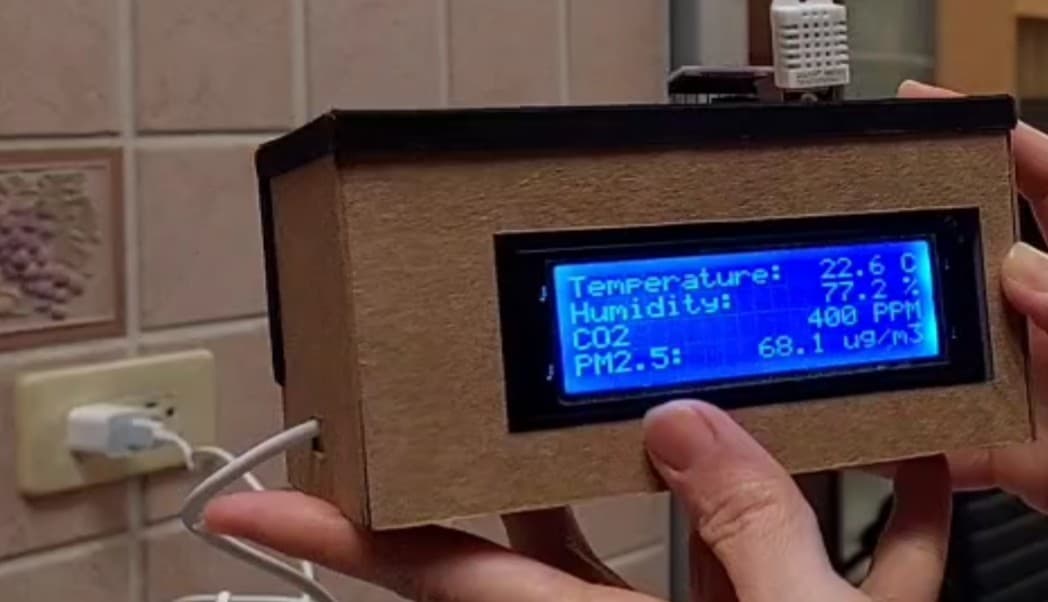 Temperature: 22.6 C
Humidity: 77.2 %
CO2 400 PPM
PM2.5: 68.1 ug/m3